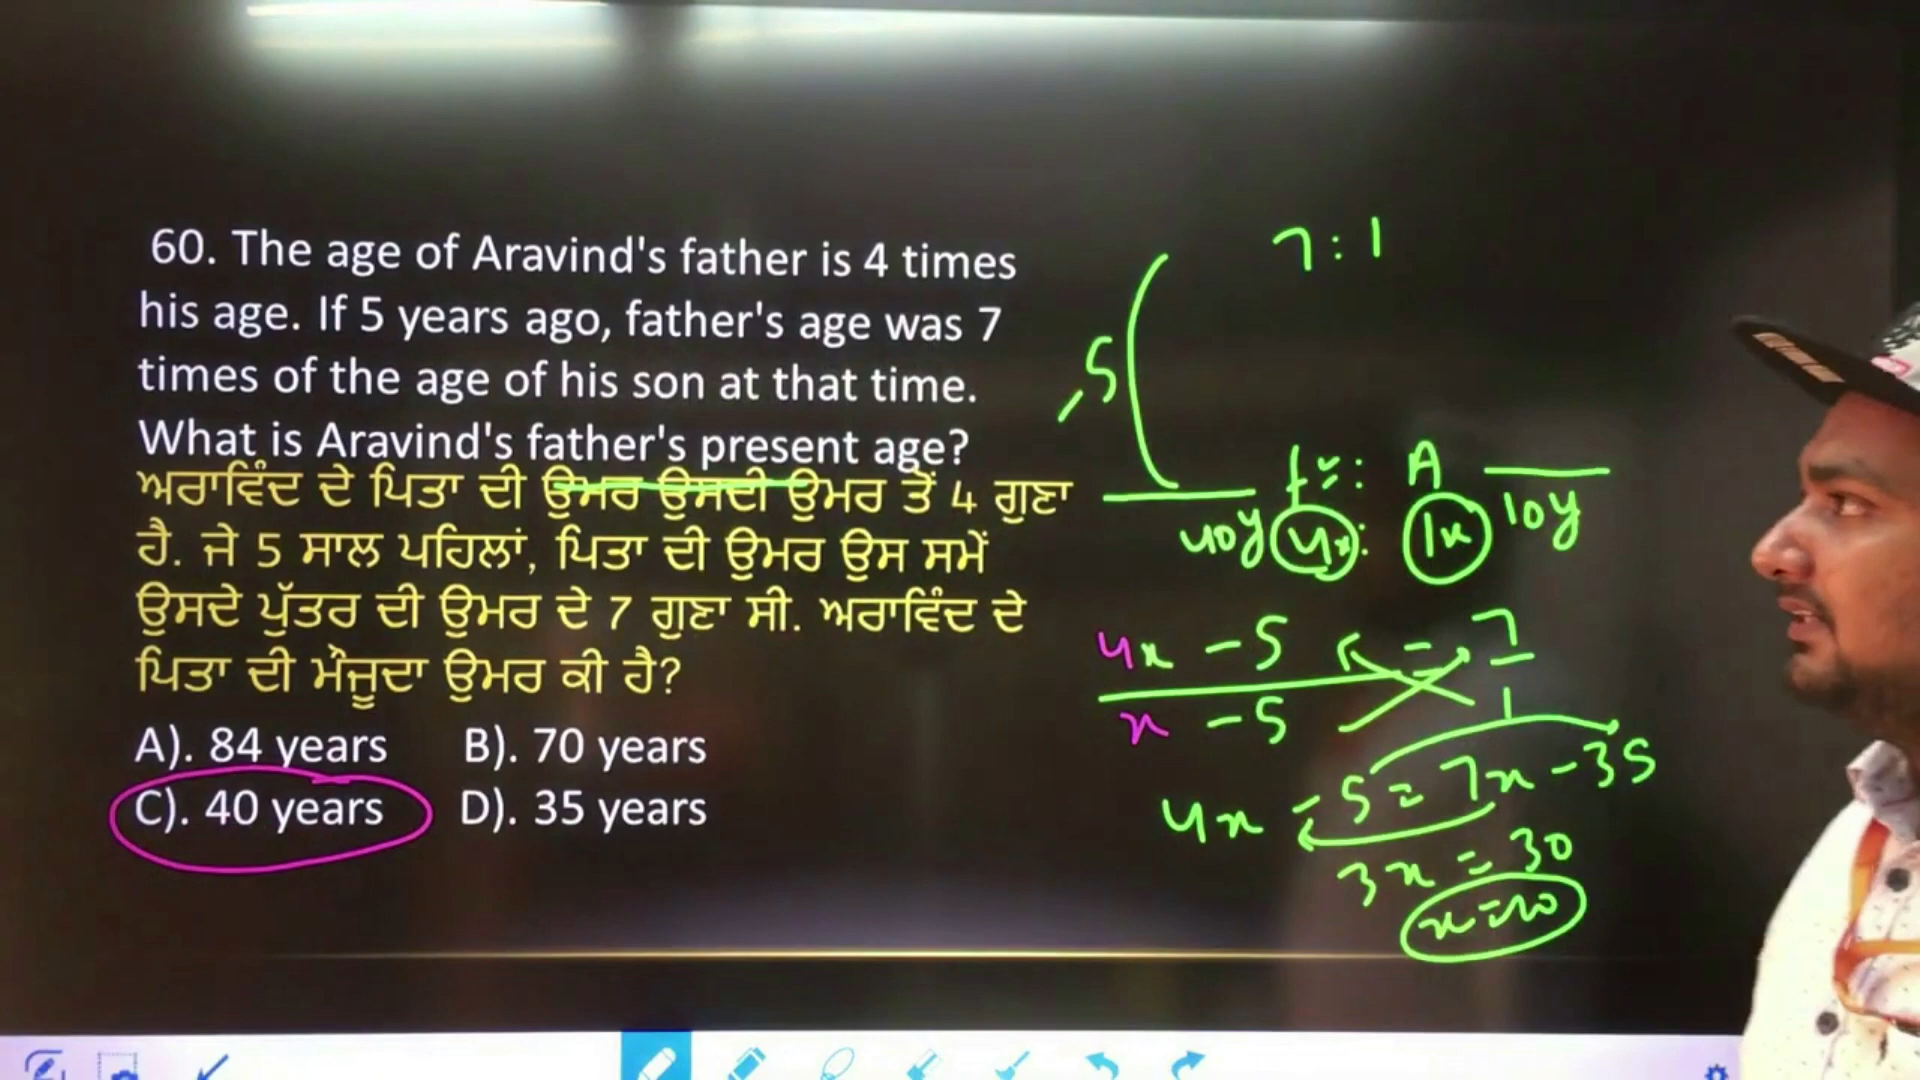 60. The age of Aravind's father is 4 times
his age. If 5 years ago, father's age was 7
times of the age of his son at that time.
What is Aravind's father's present age?
ਅਰਾਵਿੰਦ ਦੇ ਪਿਤਾ ਦੀ ਉਮਰ ਉਸਦੀ ਉਮਰ ਤੋਂ 4 ਗੁਣਾ
ਹੈ. ਜੇ 5 ਸਾਲ ਪਹਿਲਾਂ, ਪਿਤਾ ਦੀ ਉਮਰ ਉਸ ਸਮੇਂ
ਉਸਦੇ ਪੁੱਤਰ ਦੀ ਉਮਰ ਦੇ 7 ਗੁਣਾ ਸੀ. ਅਰਾਵਿੰਦ ਦੇ
ਪਿਤਾ ਦੀ ਮੌਜੂਦਾ ਉਮਰ ਕੀ ਹੈ?
A). 84 years B). 70 years
C). 40 years D). 35 years
7:1
-5
: A
40y 4x: 1x 10y
4x - 5 = 7
x - 5 1
4x - 5 = 7x - 35
3x = 30
x = 10